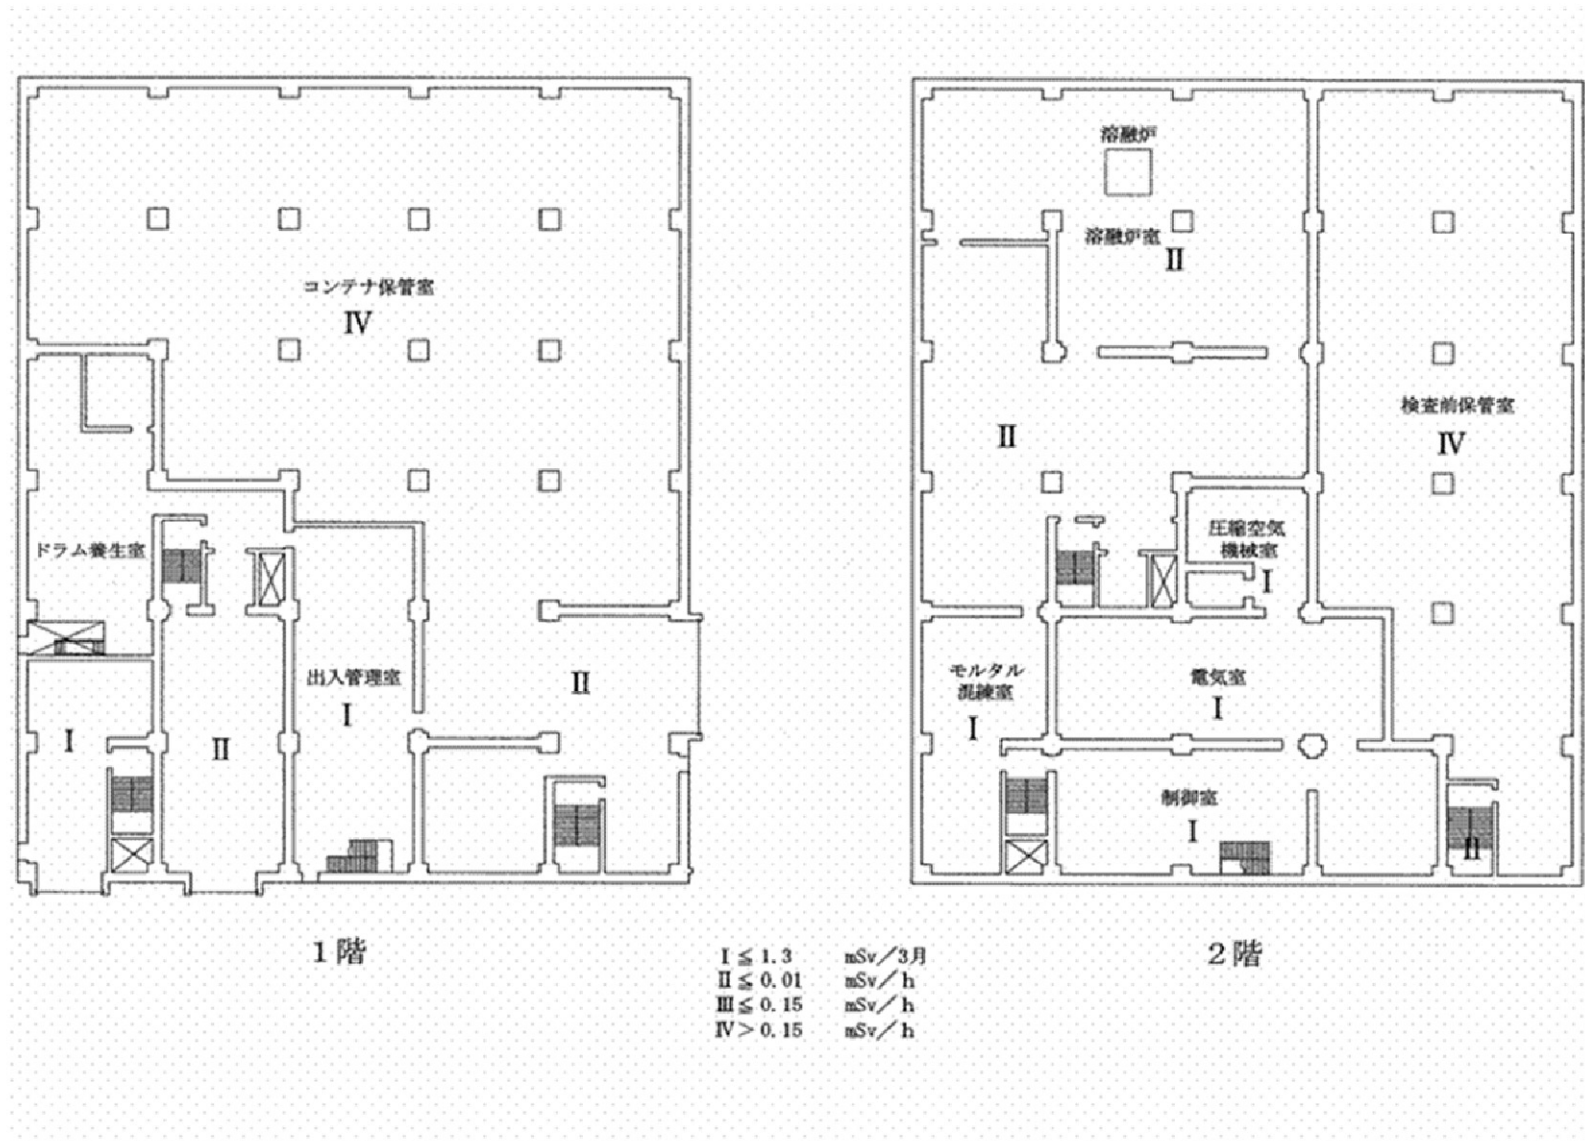 コンテナ保管室
Ⅳ
ドラム養生室
出入管理室
Ⅰ
Ⅱ
Ⅰ
Ⅱ
1階
溶融炉
溶融炉室
Ⅱ
検査前保管室
Ⅳ
Ⅱ
圧縮空気
機械室
Ⅰ
モルタル
混練室
Ⅰ
電気室
Ⅰ
制御室
Ⅰ
Ⅱ
2階
Ⅰ≦1.3 mSv/3月
Ⅱ≦0.01 mSv/h
Ⅲ≦0.15 mSv/h
Ⅳ>0.15 mSv/h